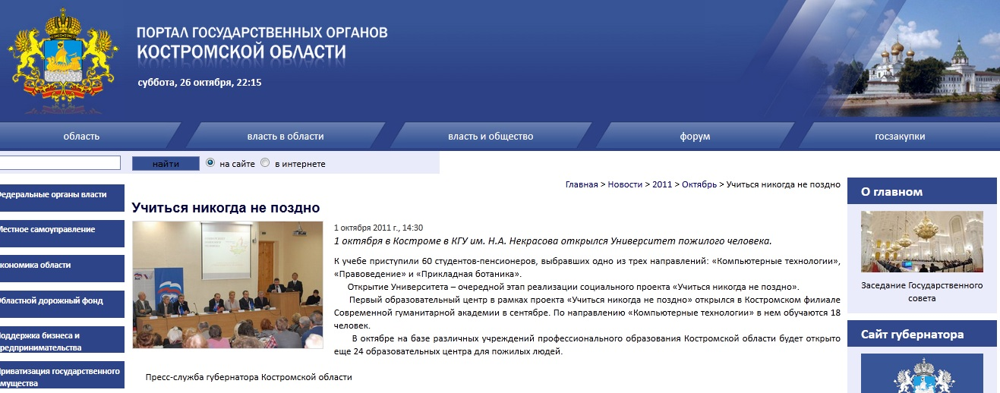 ПОРТАЛ ГОСУДАРСТВЕННЫХ ОРГАНОВ
КОСТРОМСКОЙ ОБЛАСТИ
суббота, 26 октября, 22:15
область
власть в области
власть и общество
форум
госзакупки
найти
на сайте
в интернете
Главная > Новости > 2011 > Октябрь > Учиться никогда не поздно
едеральные органы власти
Местное самоуправление
кономика области
Областной дорожный фонд
оддержка бизнеса и
редпринимательства
риватизация государственного
мущества
Учиться никогда не поздно
1 октября 2011 г., 14:30
1 октября в Костроме в КГУ им. Н.А. Некрасова открылся Университет пожилого человека.
К учебе приступили 60 студентов-пенсионеров, выбравших одно из трех направлений: «Компьютерные технологии»,
«Правоведение» и «Прикладная ботаника».
Открытие Университета – очередной этап реализации социального проекта «Учиться никогда не поздно».
Первый образовательный центр в рамках проекта «Учиться никогда не поздно» открылся в Костромском филиале
Современной гуманитарной академии в сентябре. По направлению «Компьютерные технологии» в нем обучаются 18
человек.
В октябре на базе различных учреждений профессионального образования Костромской области будет открыто
еще 24 образовательных центра для пожилых людей.
Пресс-служба губернатора Костромской области
О главном
Заседание Государственного
совета
Сайт губернатора